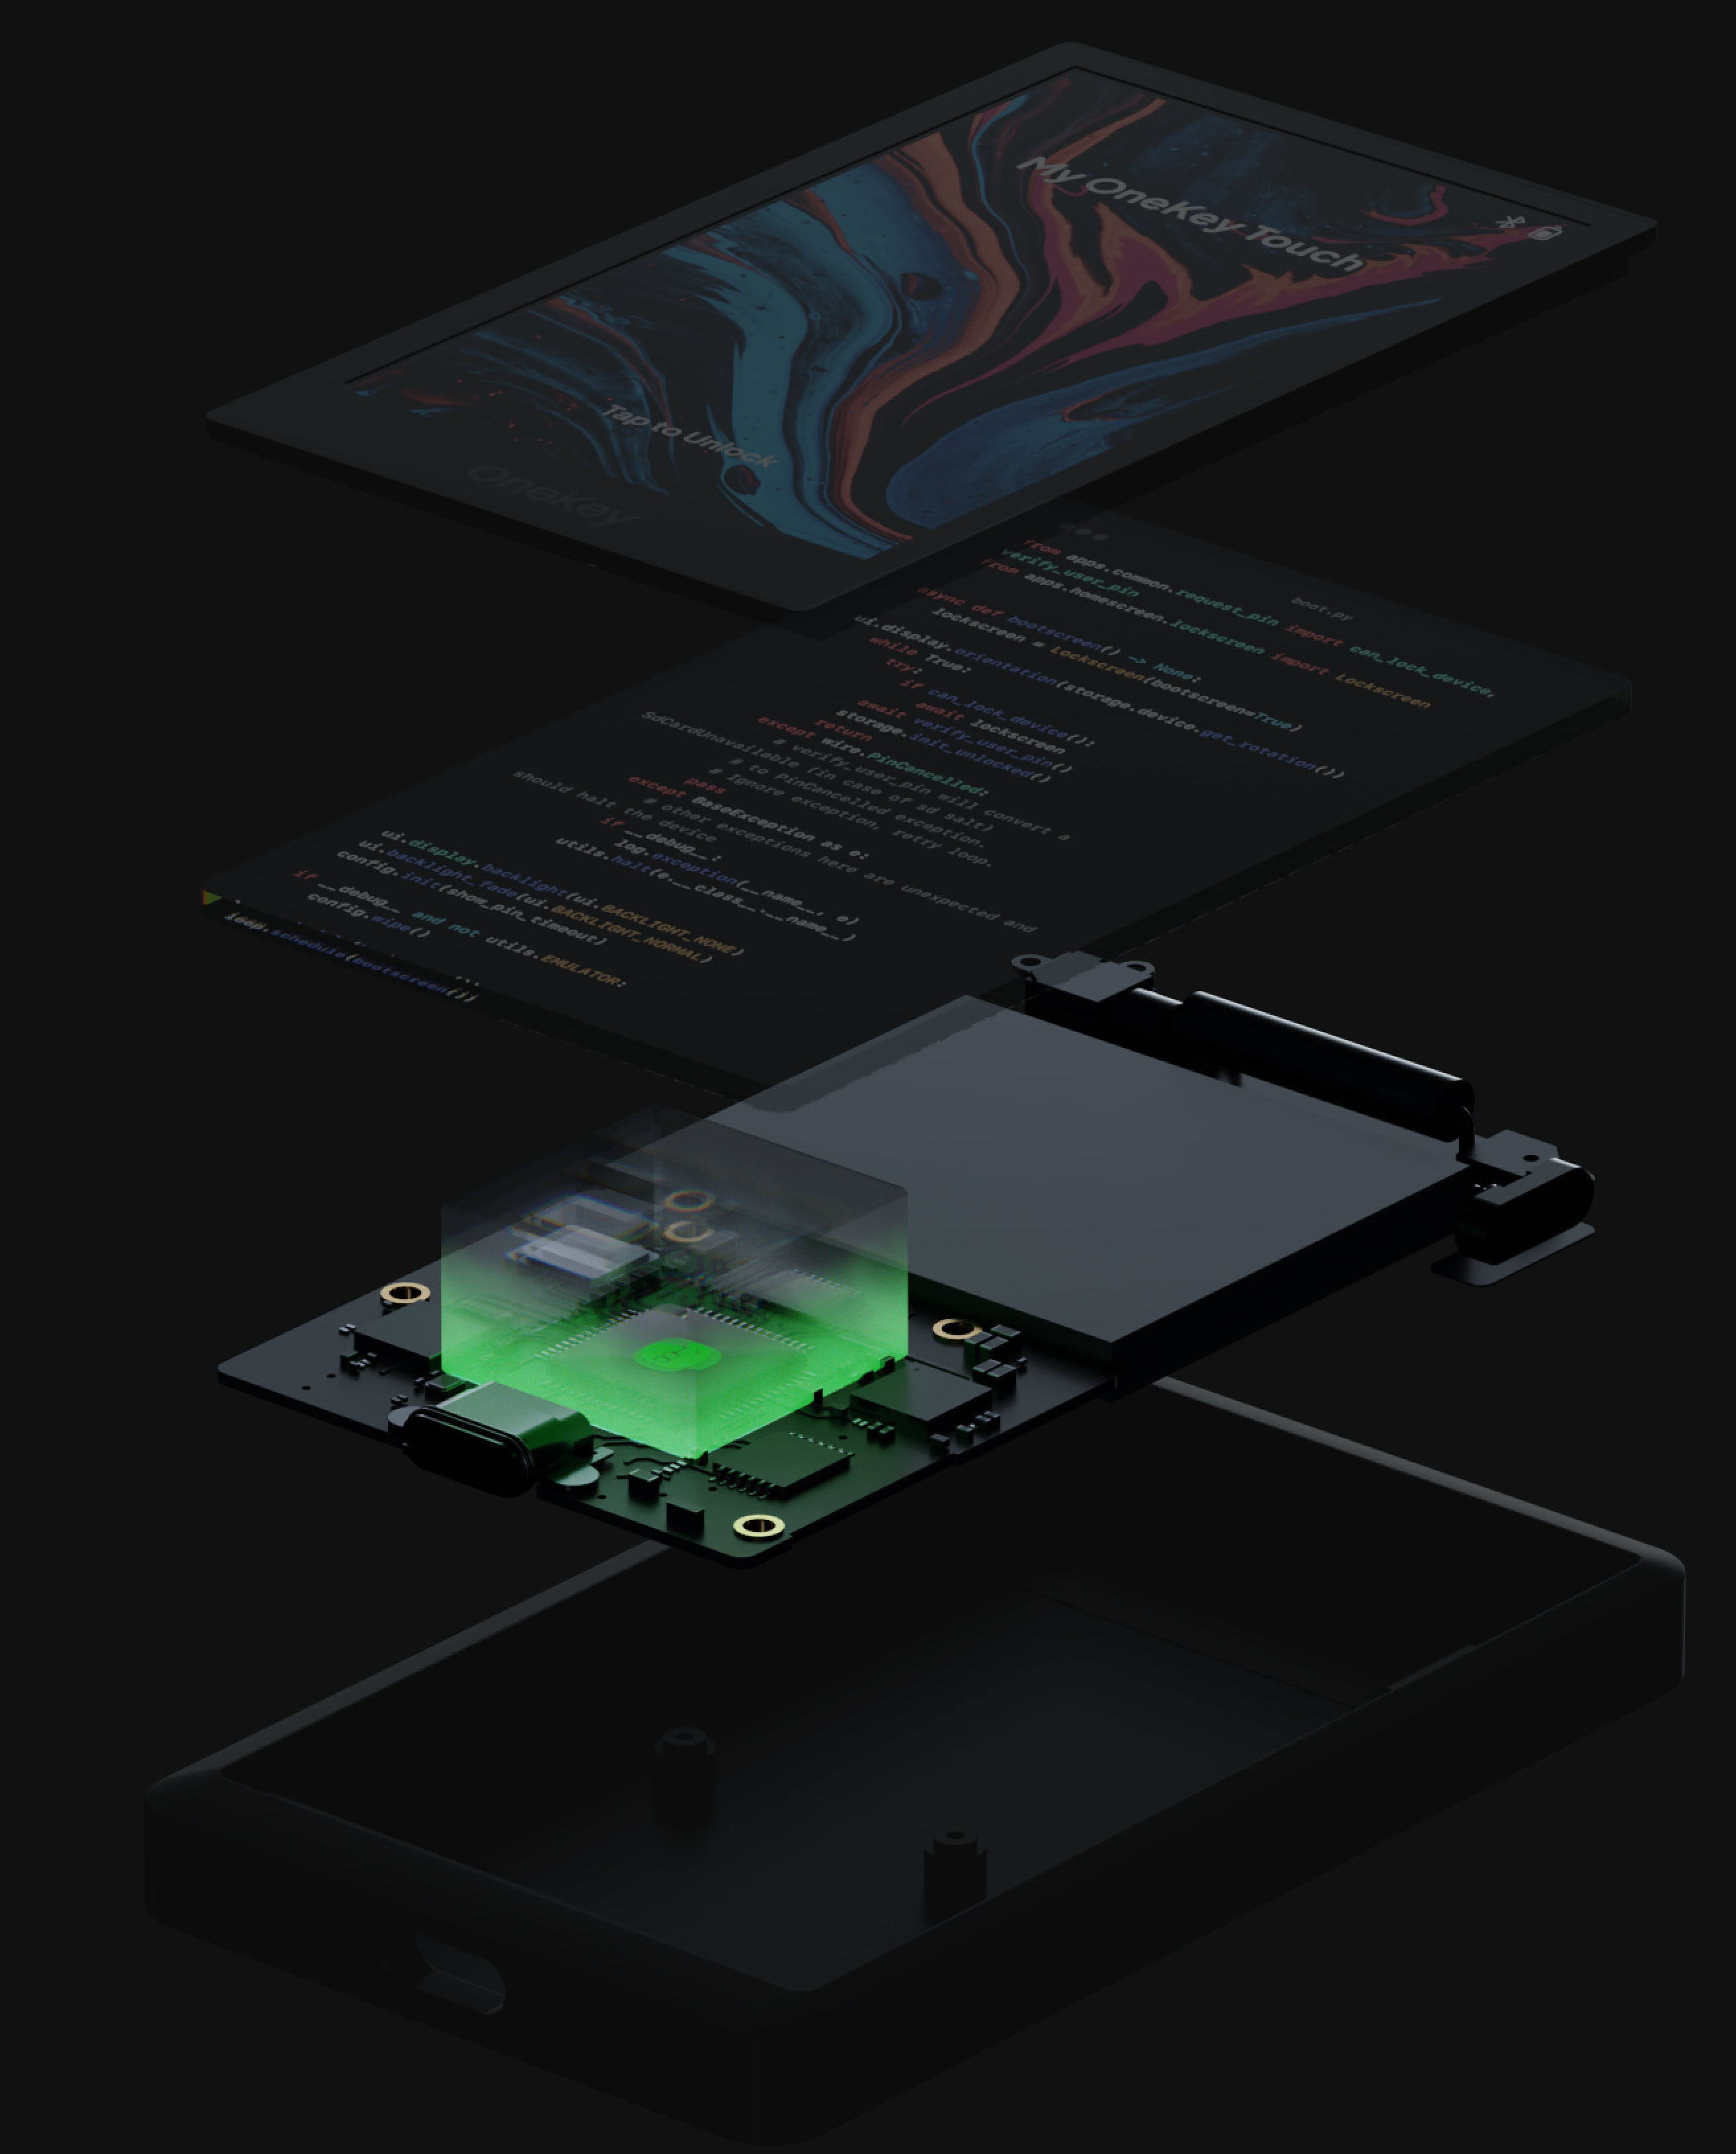 My OneKey Touch
Tap to Unlock
OneKey
boot.py
from apps.common.request_pin import can_lock_device,
verify_user_pin
from apps.homescreen.lockscreen import Lockscreen
async def bootscreen() -> None:
lockscreen = Lockscreen(bootscreen=True)
ui.display.orientation(storage.device.get_rotation())
while True:
try:
if can_lock_device():
await lockscreen
await verify_user_pin()
storage.init_unlocked()
return
except wire.PinCancelled:
# verify_user_pin will convert a
SdCardUnavailable (in case of sd salt)
# to PinCancelled exception.
# Ignore exception, retry loop.
pass
except BaseException as e:
# other exceptions here are unexpected and
should halt the device
if __debug__:
log.exception(__name__, e)
utils.halt(e.__class__.__name__)
ui.display.backlight(ui.BACKLIGHT_NONE)
ui.backlight_fade(ui.BACKLIGHT_NORMAL)
config.init(show_pin_timeout)
if __debug__ and not utils.EMULATOR:
config.wipe()
loop.schedule(bootscreen())